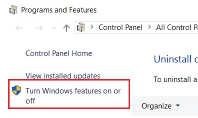 Programs and Features
Control Panel > All Control Pa
Control Panel Home
Uninstall o
View installed updates
To uninstall a
Turn Windows features on or
off
Organize